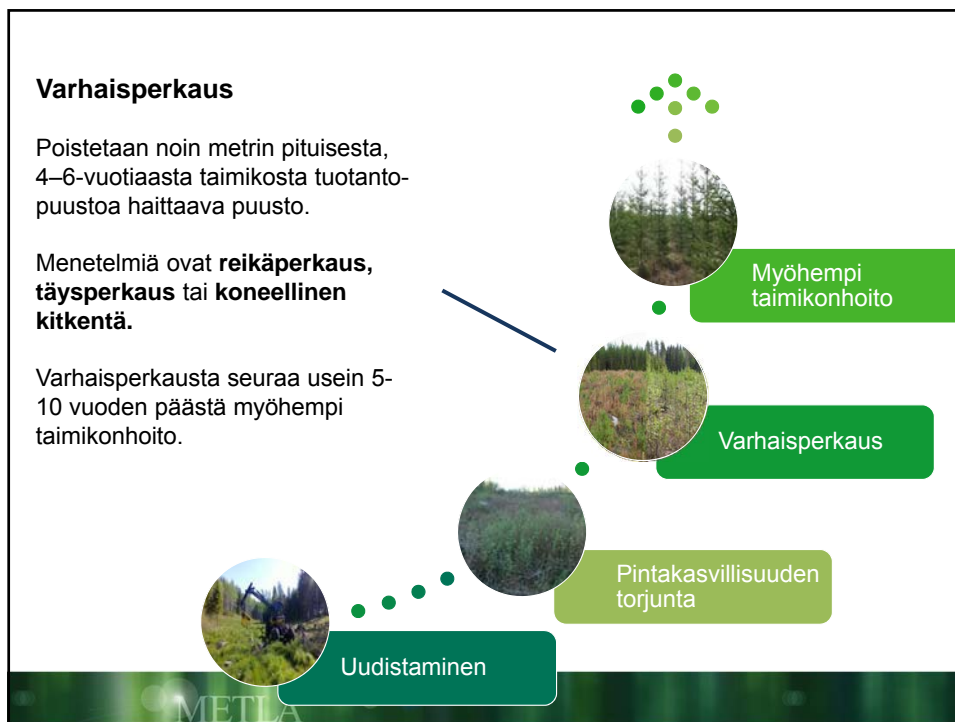 Varhaisperkaus
Poistetaan noin metrin pituisesta,
4–6-vuotiaasta taimikosta tuotanto-
puustoa haittaava puusto.
Menetelmiä ovat reikäperkaus,
täysperkaus tai koneellinen
kitkentä.
Varhaisperkausta seuraa usein 5-
10 vuoden päästä myöhempi
taimikonhoito.
Myöhempi
taimikonhoito
Varhaisperkaus
Pintakasvillisuuden
torjunta
Uudistaminen
METLA